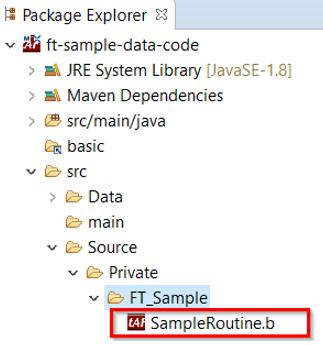 Package Explorer
ft-sample-data-code
JRE System Library [JavaSE-1.8]
Maven Dependencies
src/main/java
basic
src
Data
main
Source
Private
FT_Sample
SampleRoutine.b